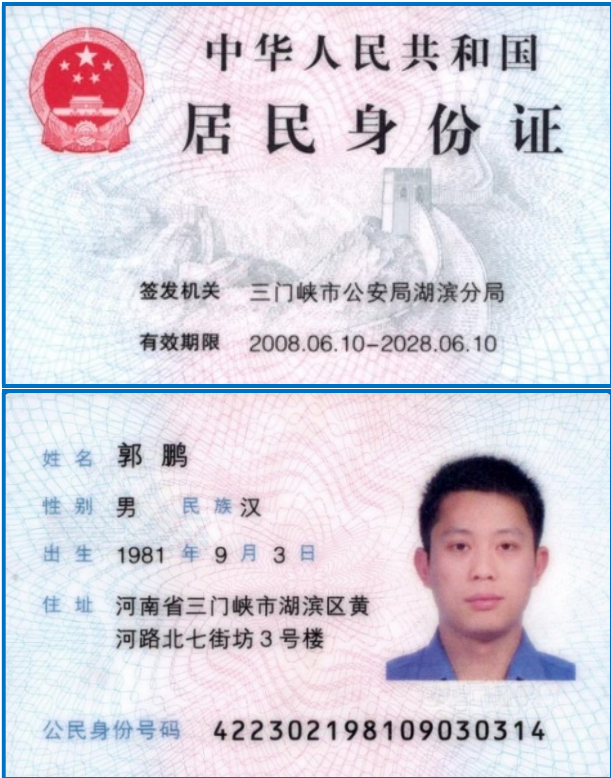 中华人民共和国
居民身份证
签发机关 三门峡市公安局湖滨分局
有效期限 2008.06.10-2028.06.10
姓名 郭鹏
性别 男 民族 汉
出生 1981 年 9 月 3 日
住址 河南省三门峡市湖滨区黄
河路北七街坊3号楼
公民身份号码 422302198109030314